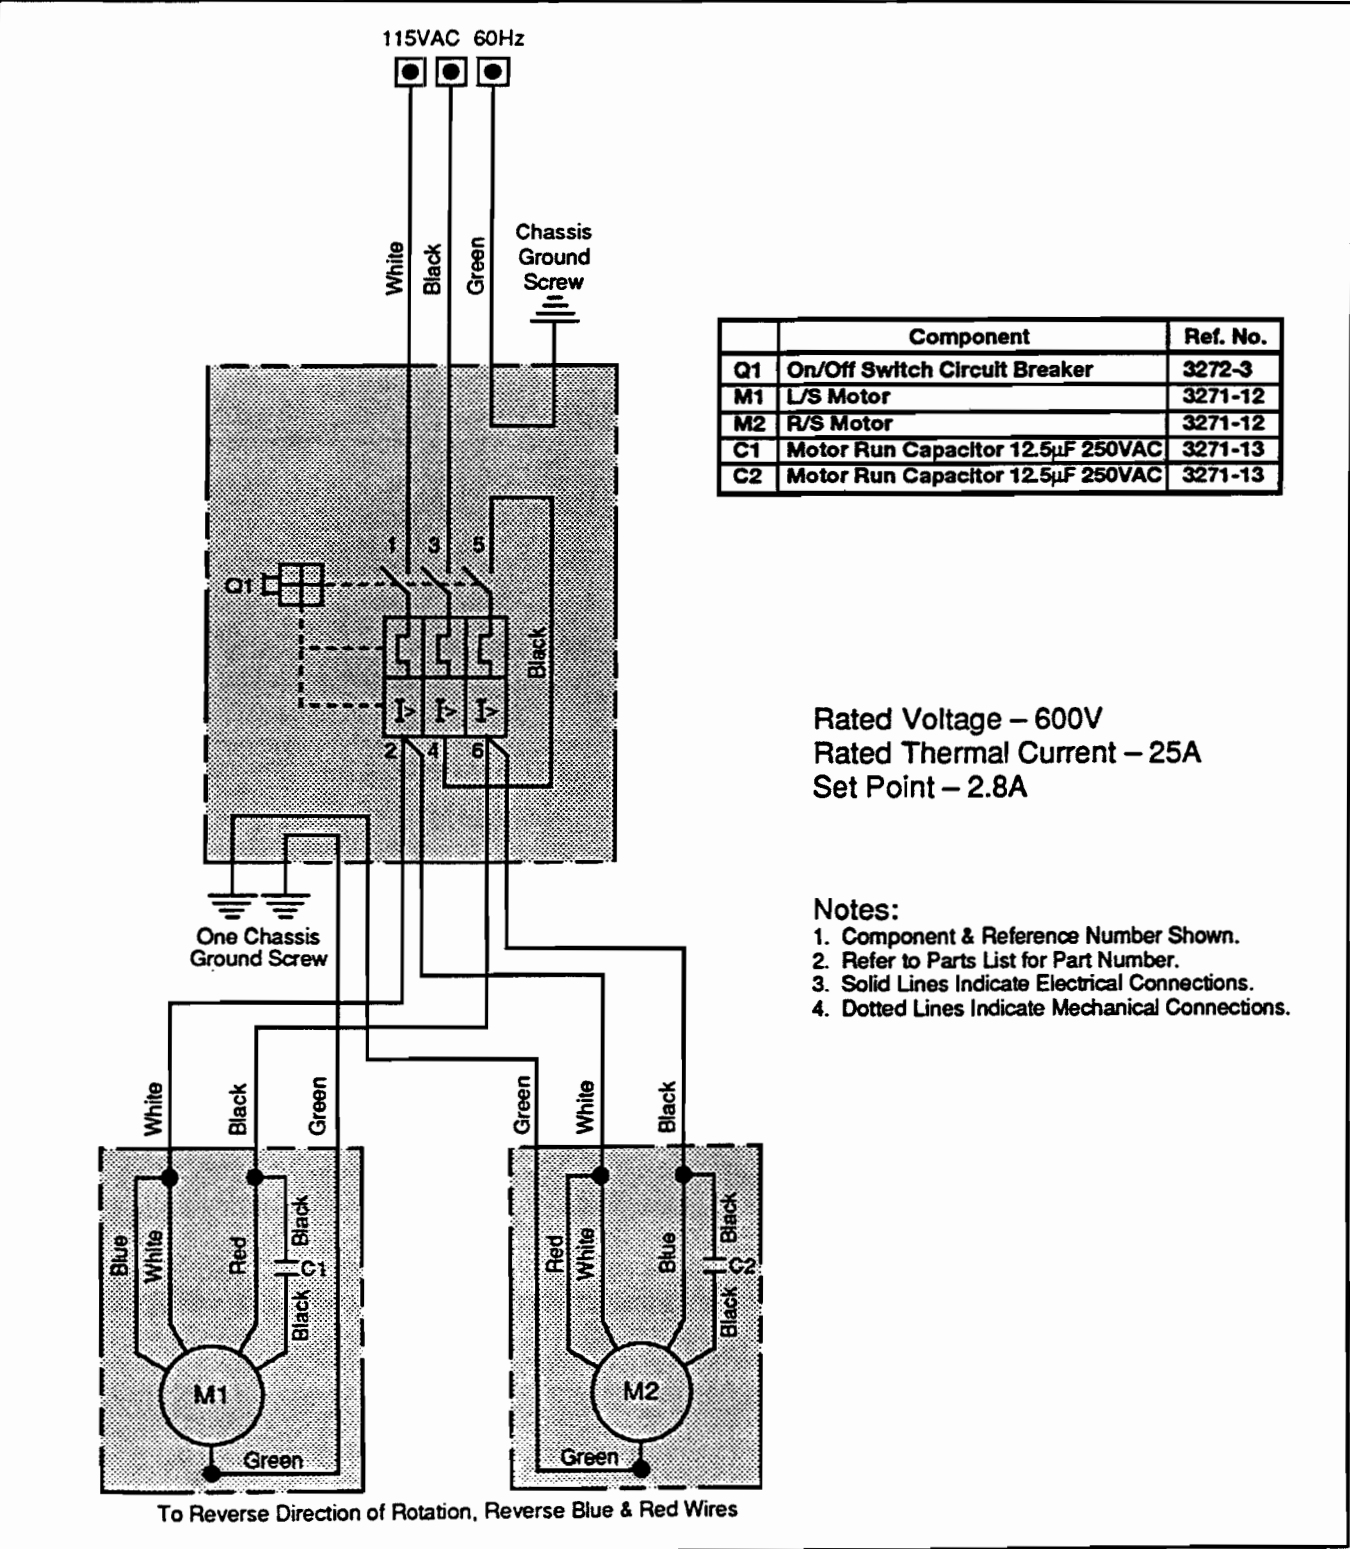 115VAC 60Hz
White
Black
Green
Chassis
Ground
Screw
Component Ref. No.
Q1 On/Off Switch Circuit Breaker 3272-3
M1 L/S Motor 3271-12
M2 R/S Motor 3271-12
C1 Motor Run Capacitor 12.5µF 250VAC 3271-13
C2 Motor Run Capacitor 12.5µF 250VAC 3271-13
1 3 5
Q1
Black
I> I> I>
2 4 6
Rated Voltage – 600V
Rated Thermal Current – 25A
Set Point – 2.8A
One Chassis
Ground Screw
Notes:
1. Component & Reference Number Shown.
2. Refer to Parts List for Part Number.
3. Solid Lines Indicate Electrical Connections.
4. Dotted Lines Indicate Mechanical Connections.
White
Black
Green
Green
White
Black
Blue
White
Red
Black
C1
Black
M1
Green
Red
White
Blue
Black
C2
Black
M2
Green
To Reverse Direction of Rotation, Reverse Blue & Red Wires